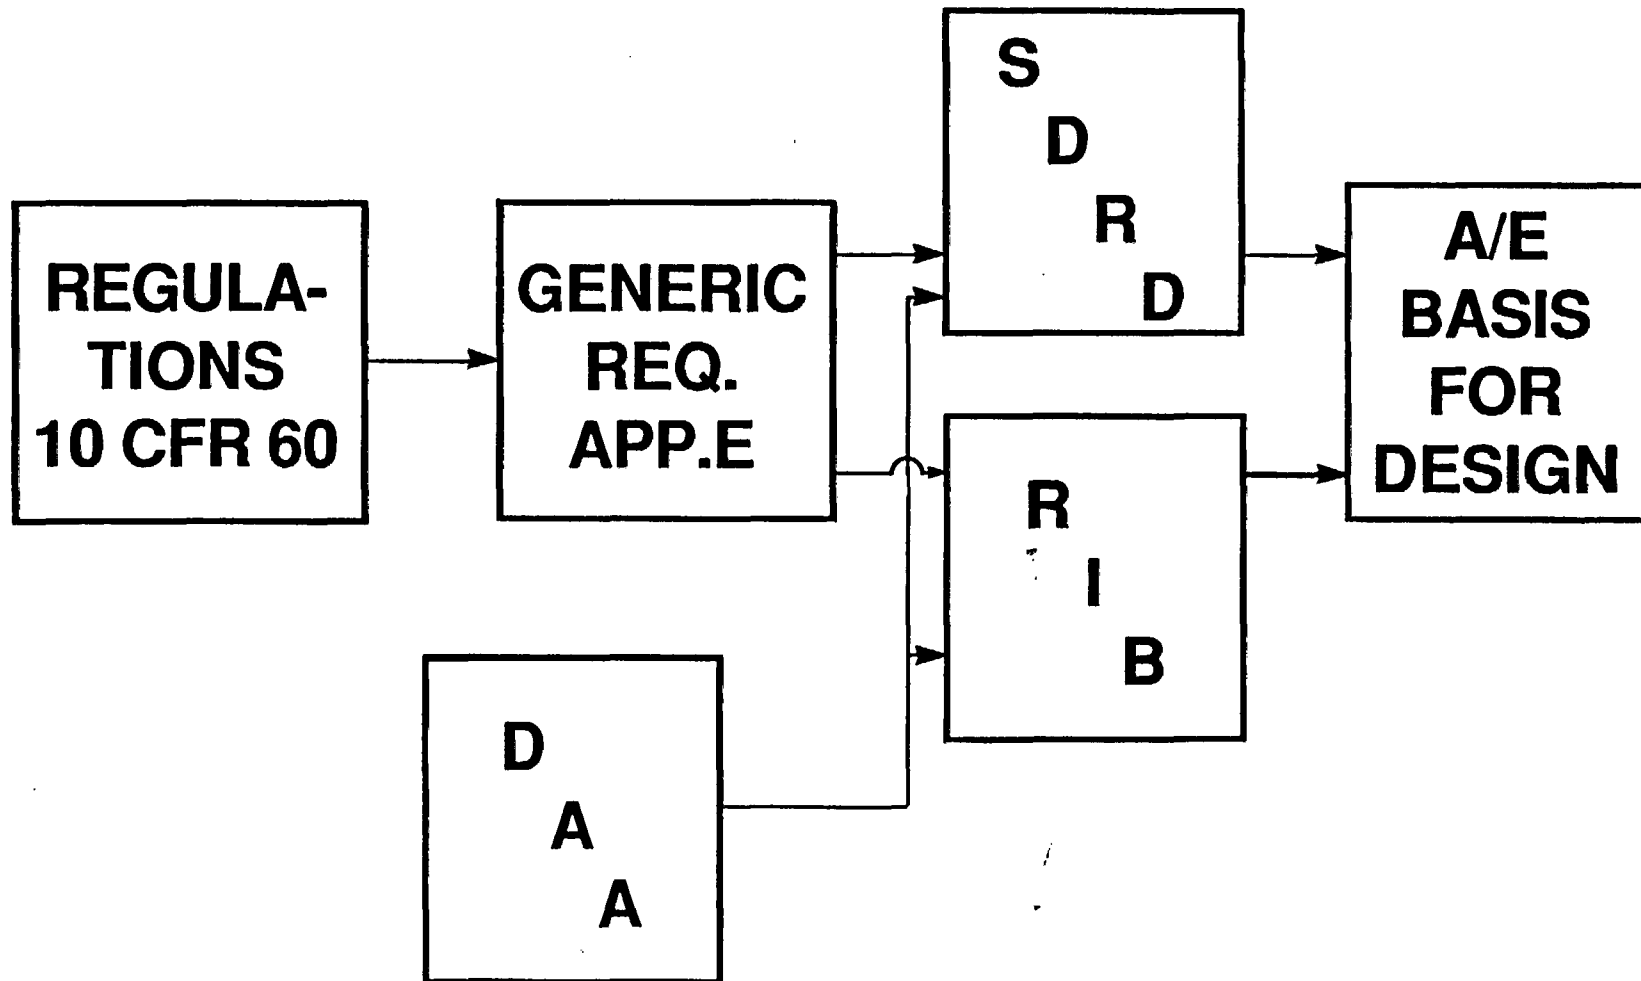 REGULA-
TIONS
10 CFR 60
GENERIC
REQ.
APP.E
S
D
R
D
R
I
B
D
A
A
A/E
BASIS
FOR
DESIGN